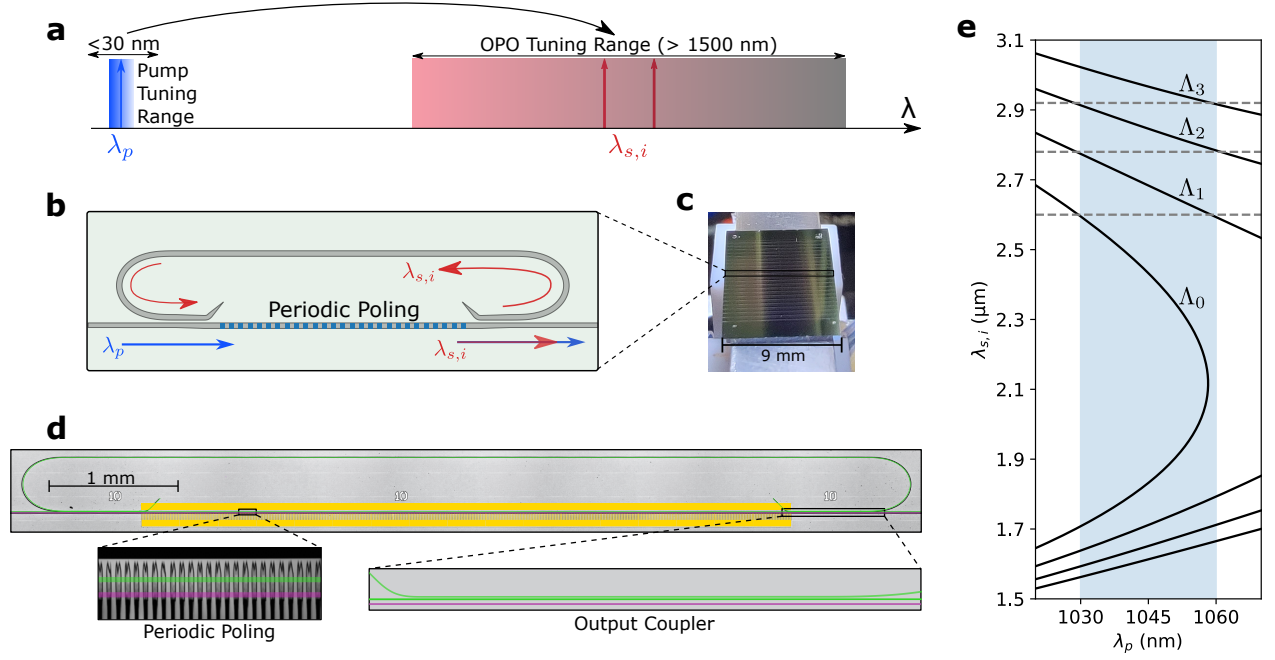 a
<30 nm
OPO Tuning Range (> 1500 nm)
Pump
Tuning
Range
λ
λp
λs,i
b
λs,i
Periodic Poling
λp
λs,i
c
9 mm
d
1 mm
10
10
10
Periodic Poling
Output Coupler
e
3.1
2.9
2.7
2.5
2.3
2.1
1.9
1.7
1.5
λs,i (μm)
Λ3
Λ2
Λ1
Λ0
1030
1045
1060
λp (nm)